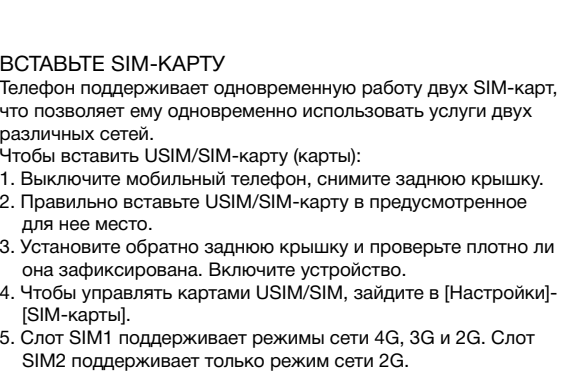 ВСТАВЬТЕ SIM-КАРТУ
Телефон поддерживает одновременную работу двух SIM-карт,
что позволяет ему одновременно использовать услуги двух
различных сетей.
Чтобы вставить USIM/SIM-карту (карты):
1. Выключите мобильный телефон, снимите заднюю крышку.
2. Правильно вставьте USIM/SIM-карту в предусмотренное
для нее место.
3. Установите обратно заднюю крышку и проверьте плотно ли
она зафиксирована. Включите устройство.
4. Чтобы управлять картами USIM/SIM, зайдите в [Настройки]-
[SIM-карты].
5. Слот SIM1 поддерживает режимы сети 4G, 3G и 2G. Слот
SIM2 поддерживает только режим сети 2G.